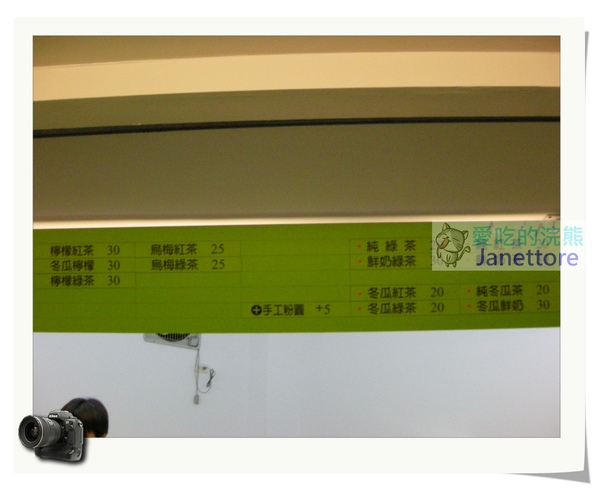 檸檬紅茶 30 烏梅紅茶 25 純綠茶
冬瓜檸檬 30 烏梅綠茶 25 鮮奶綠茶
檸檬綠茶 30
冬瓜紅茶 20 純冬瓜茶 20
手工粉圓 +5 冬瓜綠茶 20 冬瓜鮮奶 30
愛吃的浣熊
Janettore